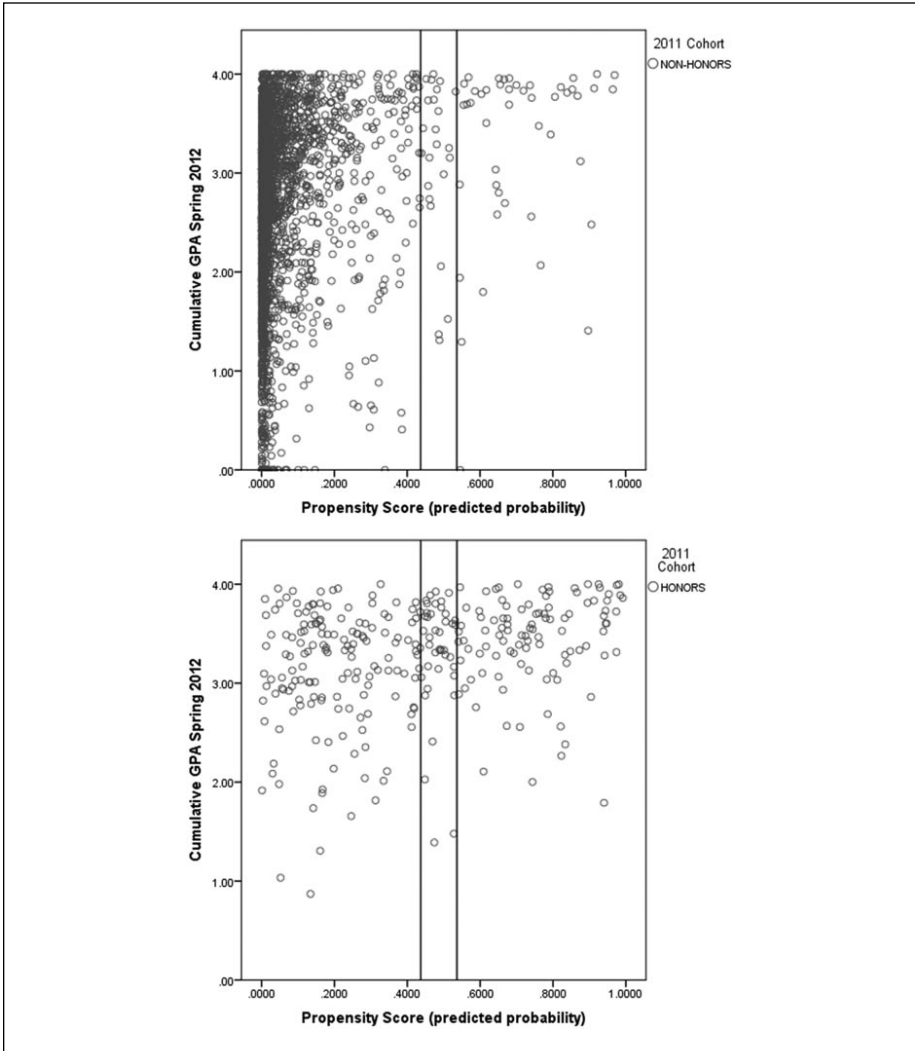 2011 Cohort
NON-HONORS
Cumulative GPA Spring 2012
4.00
3.00
2.00
1.00
.00
.0000 .2000 .4000 .6000 .8000 1.0000
Propensity Score (predicted probability)
2011
Cohort
HONORS
Cumulative GPA Spring 2012
4.00
3.00
2.00
1.00
.00
.0000 .2000 .4000 .6000 .8000 1.0000
Propensity Score (predicted probability)